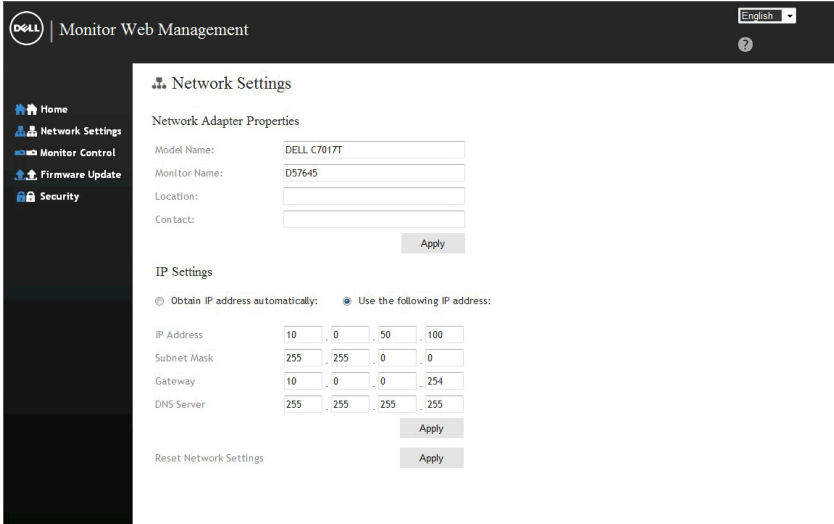 DELL | Monitor Web Management
English
?
Home
Network Settings
Monitor Control
Firmware Update
Security
Network Settings
Network Adapter Properties
Model Name: DELL C7017T
Monitor Name: D57645
Location:
Contact:
Apply
IP Settings
Obtain IP address automatically: Use the following IP address:
IP Address 10 . 0 . 50 . 100
Subnet Mask 255 . 255 . 0 . 0
Gateway 10 . 0 . 0 . 254
DNS Server 255 . 255 . 255 . 255
Apply
Reset Network Settings Apply